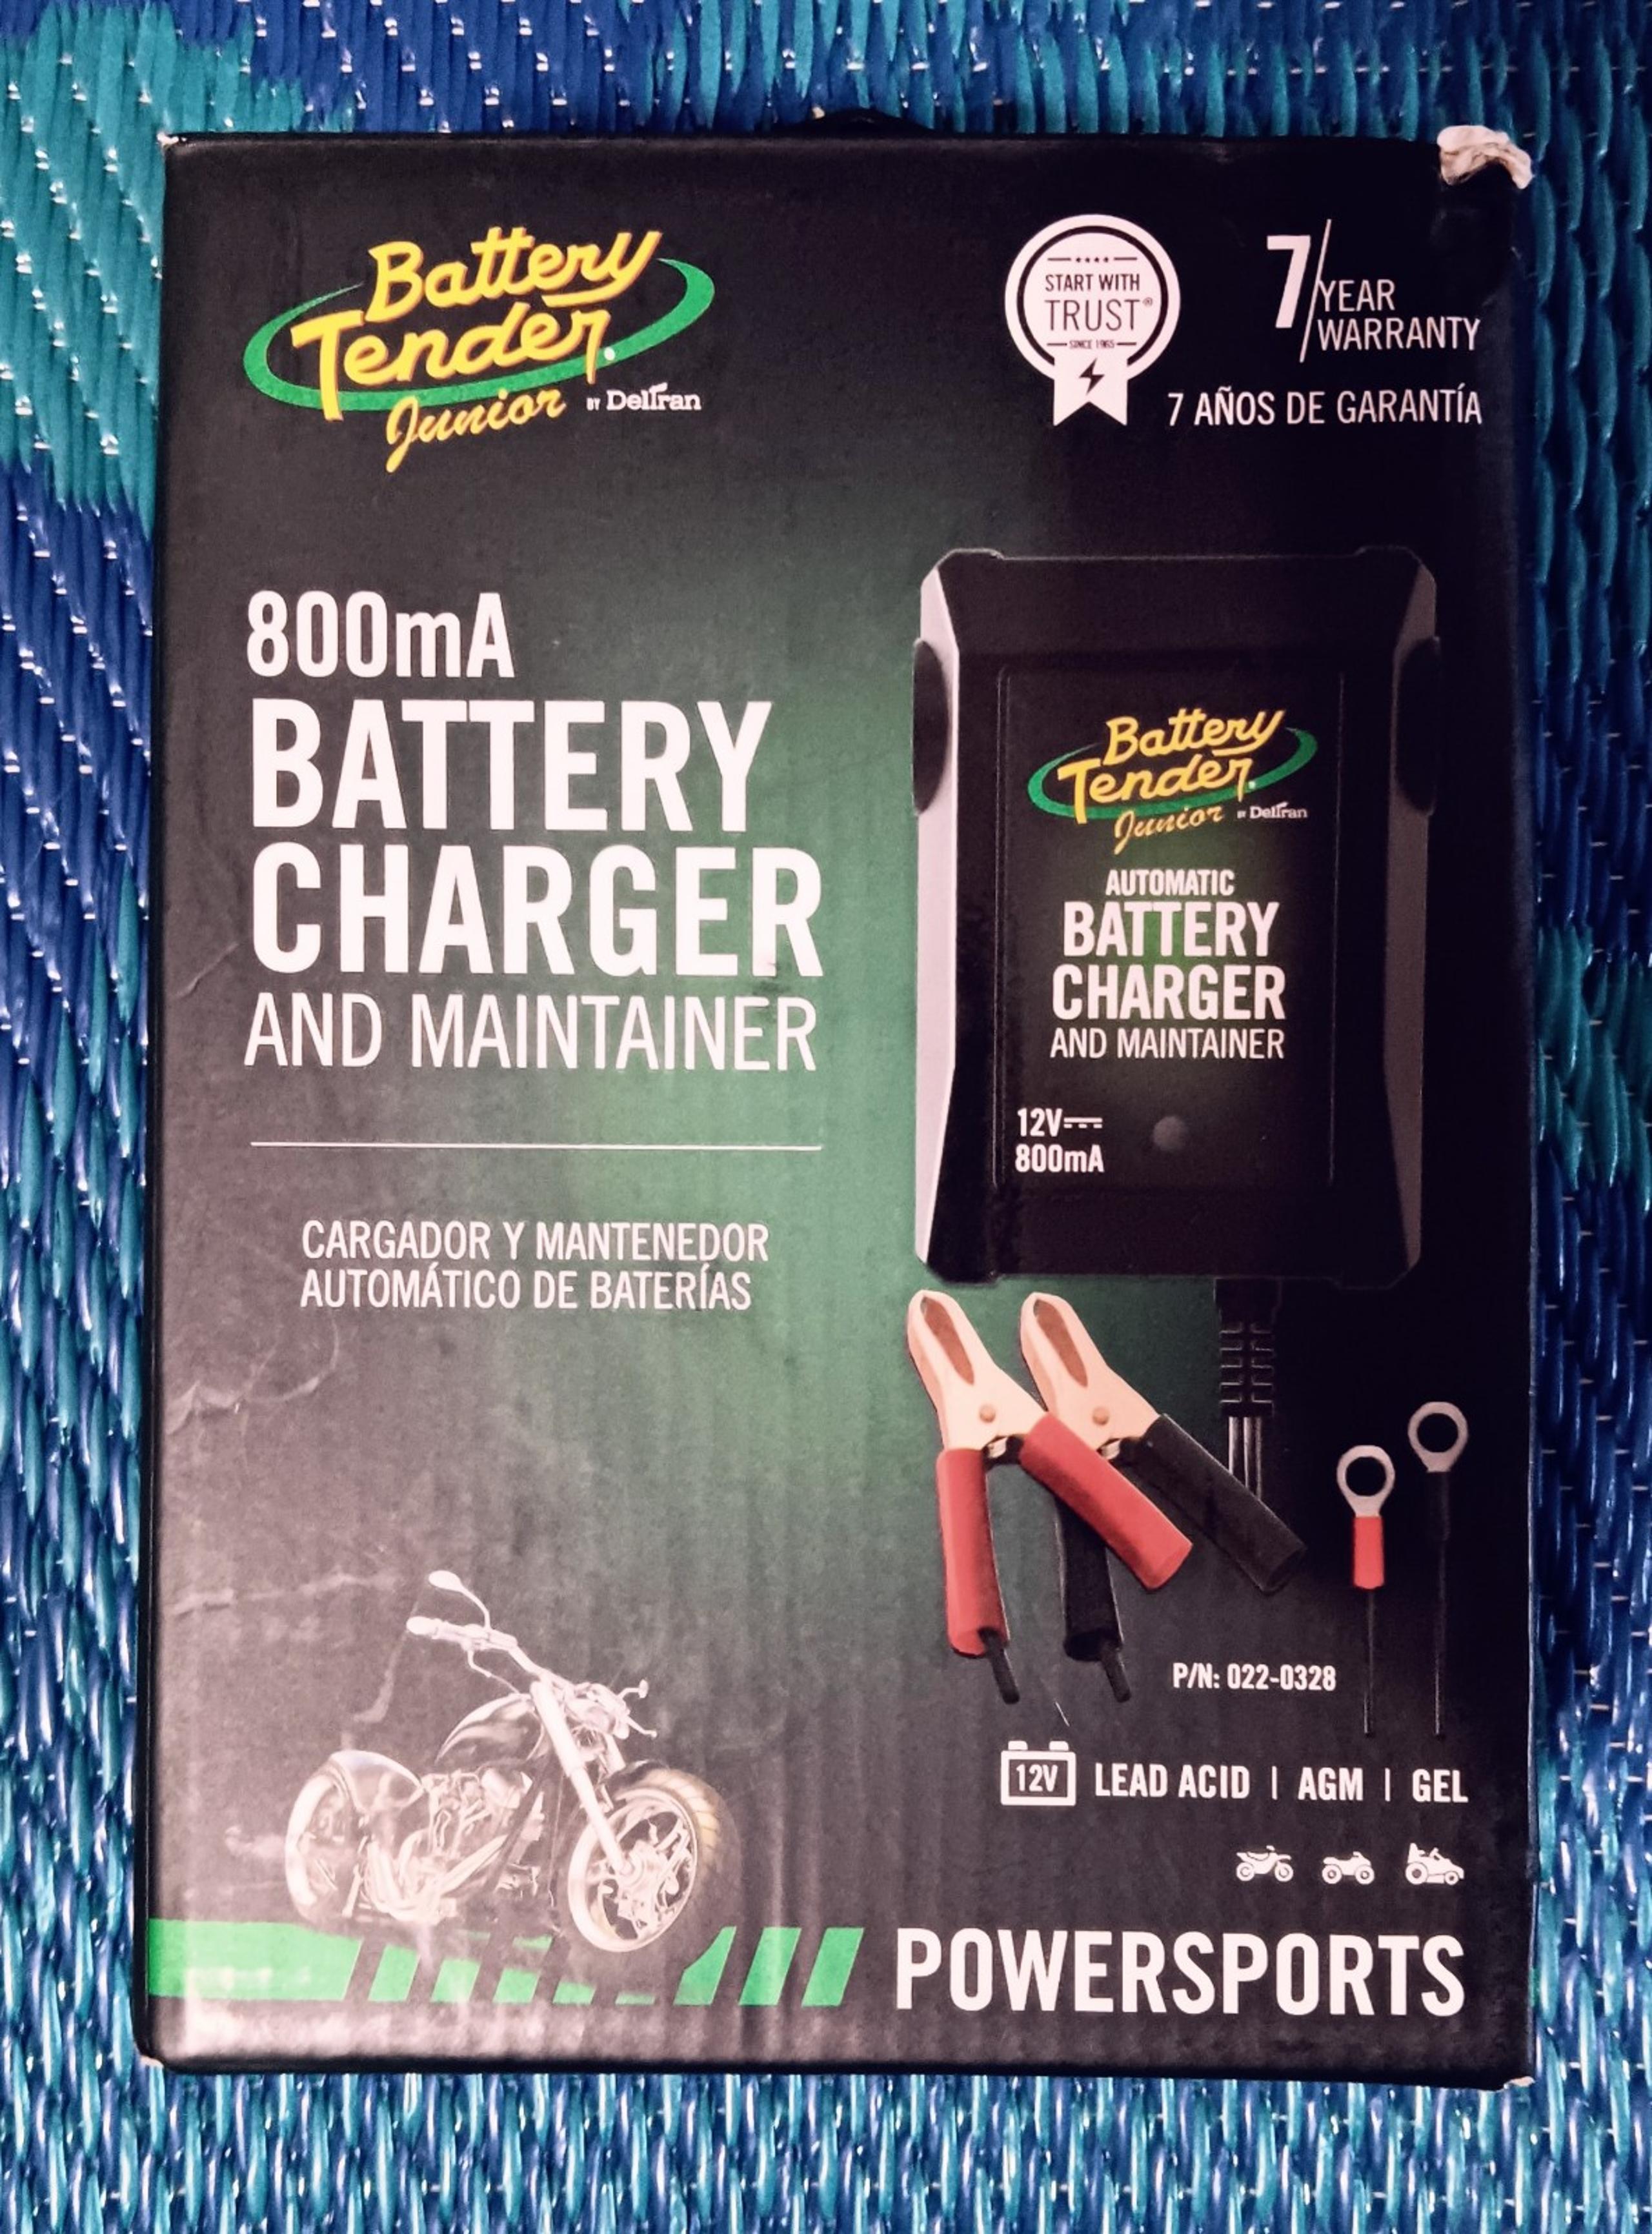 Battery
Tender®
Junior BY Deltran
START WITH
TRUST®
SINCE 1965
7/YEAR
WARRANTY
7 AÑOS DE GARANTÍA
800mA
BATTERY
CHARGER
AND MAINTAINER
CARGADOR Y MANTENEDOR
AUTOMÁTICO DE BATERÍAS
Battery
Tender®
Junior BY Deltran
AUTOMATIC
BATTERY
CHARGER
AND MAINTAINER
12V
800mA
P/N: 022-0328
12V LEAD ACID | AGM | GEL
POWERSPORTS